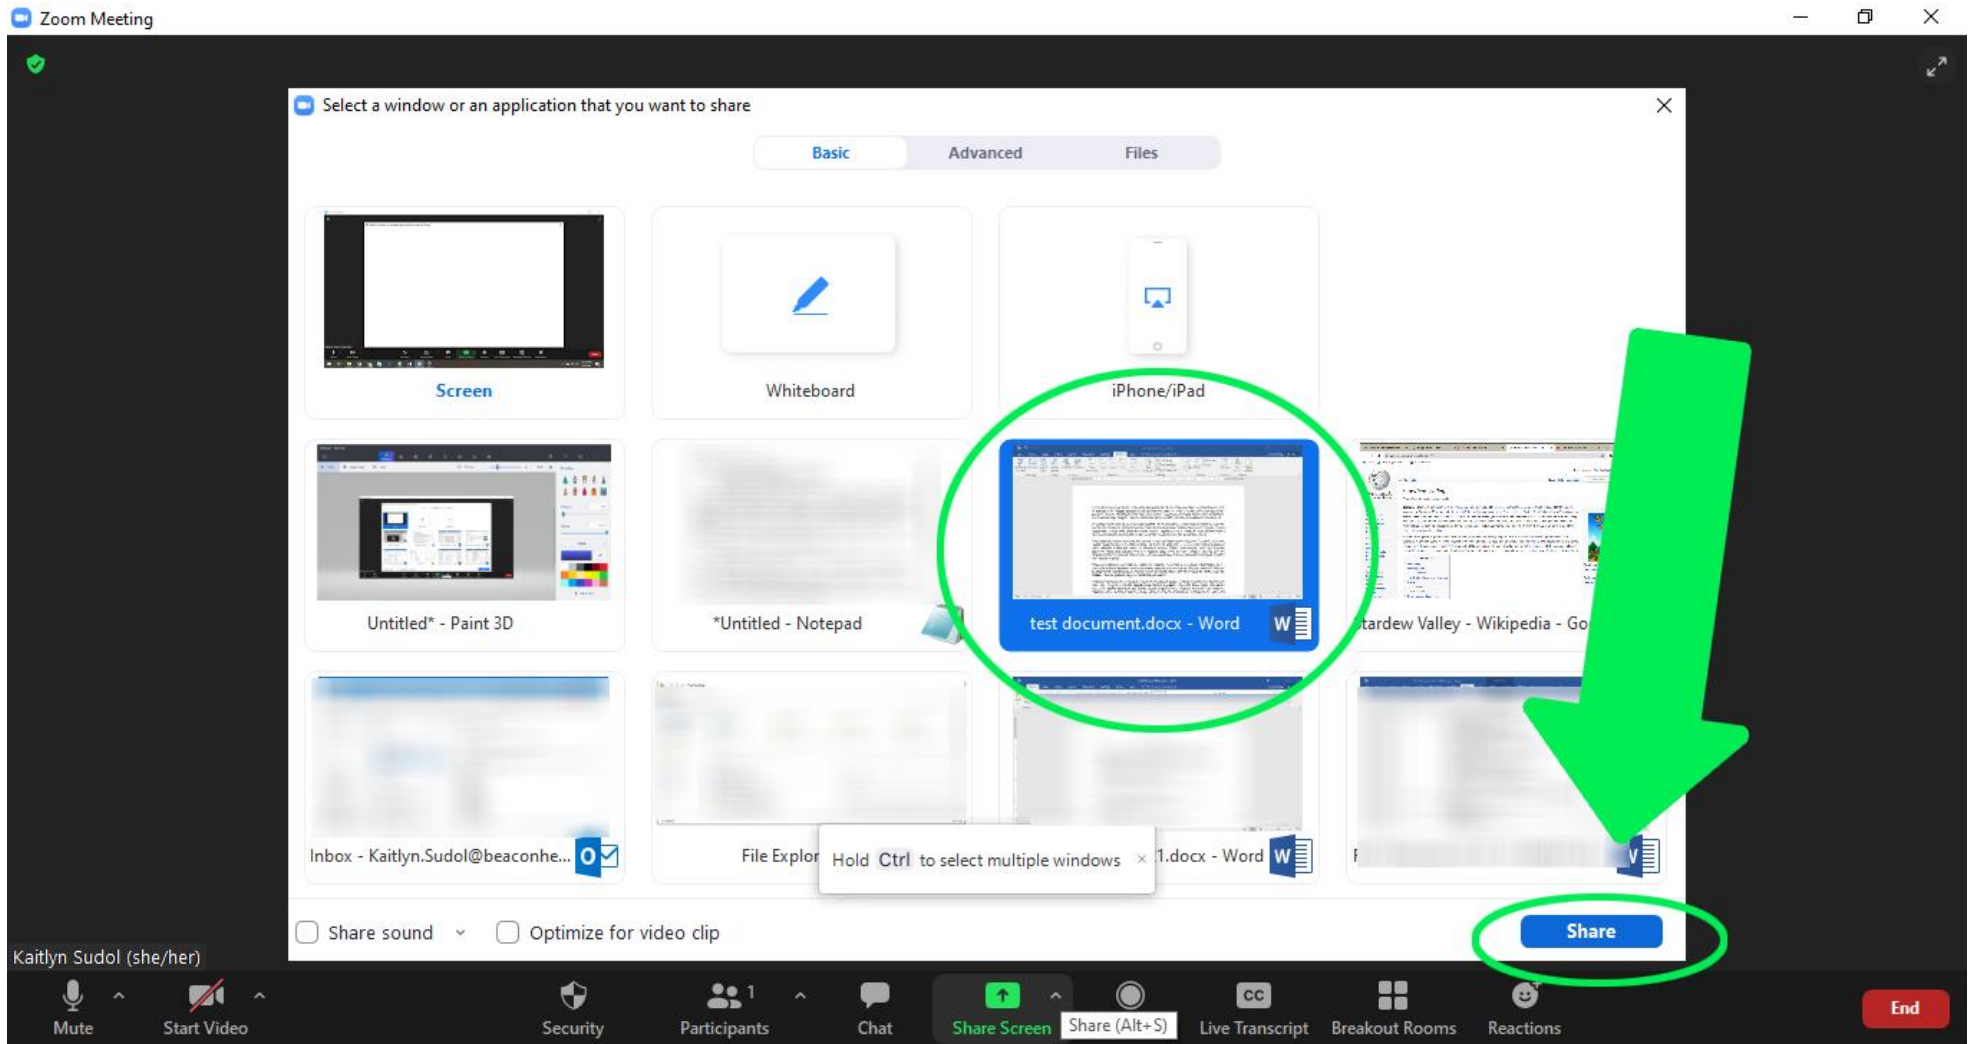 Zoom Meeting
Select a window or an application that you want to share
Basic Advanced Files
Screen Whiteboard iPhone/iPad
Untitled* - Paint 3D *Untitled - Notepad test document.docx - Word tardew Valley - Wikipedia - Go
Inbox - Kaitlyn.Sudol@beaconhe... File Explor 1.docx - Word
Hold Ctrl to select multiple windows
Share sound Optimize for video clip Share
Kaitlyn Sudol (she/her)
1
CC
Mute Start Video Security Participants Chat Share Screen Share (Alt+S) Live Transcript Breakout Rooms Reactions End